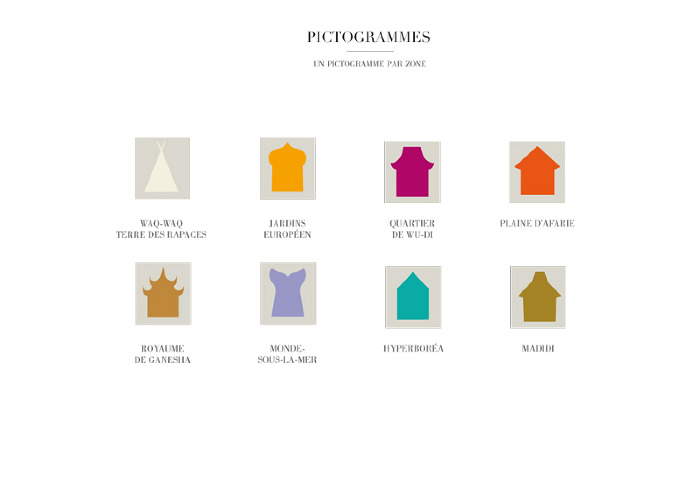 PICTOGRAMMES
UN PICTOGRAMME PAR ZONE
WAQ-WAQ
TERRE DES RAPACES
JARDINS
EUROPÉEN
QUARTIER
DE WU-DI
PLAINE D'AFARIE
ROYAUME
DE GANESHA
MONDE-
SOUS-LA-MER
HYPERBORÉA
MADIDI